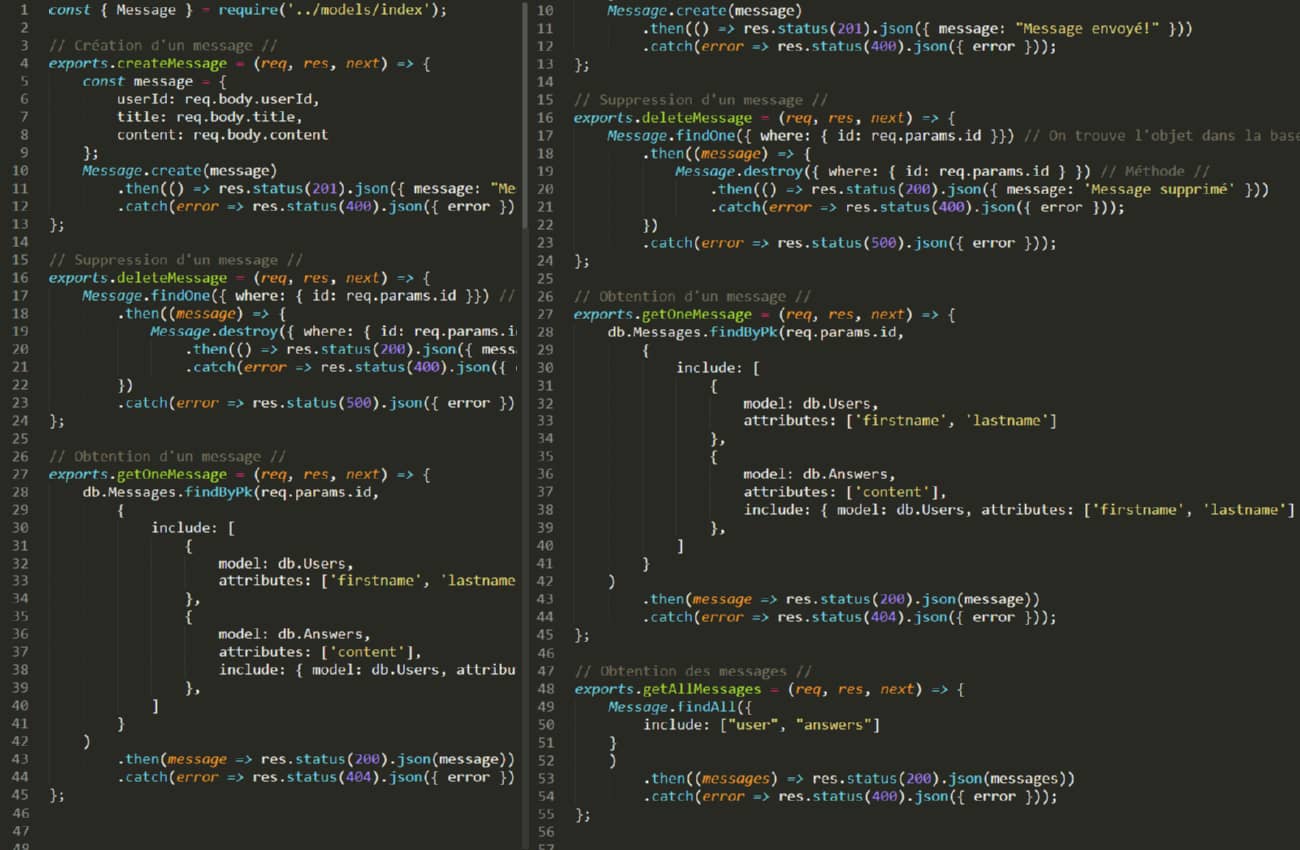 1 const { Message } = require('../models/index');
2
3 // Création d'un message //
4 exports.createMessage = (req, res, next) => {
5 const message = {
6 userId: req.body.userId,
7 title: req.body.title,
8 content: req.body.content
9 };
10 Message.create(message)
11 .then(() => res.status(201).json({ message: "Me
12 .catch(error => res.status(400).json({ error })
13 };
14
15 // Suppression d'un message //
16 exports.deleteMessage = (req, res, next) => {
17 Message.findOne({ where: { id: req.params.id }}) //
18 .then((message) => {
19 Message.destroy({ where: { id: req.params.i
20 .then(() => res.status(200).json({ mess
21 .catch(error => res.status(400).json({
22 })
23 .catch(error => res.status(500).json({ error })
24 };
25
26 // Obtention d'un message //
27 exports.getOneMessage = (req, res, next) => {
28 db.Messages.findByPk(req.params.id,
29 {
30 include: [
31 {
32 model: db.Users,
33 attributes: ['firstname', 'lastname
34 },
35 {
36 model: db.Answers,
37 attributes: ['content'],
38 include: { model: db.Users, attribu
39 },
40 ]
41 }
42 )
43 .then(message => res.status(200).json(message))
44 .catch(error => res.status(404).json({ error })
45 };
46
47
48
10 Message.create(message)
11 .then(() => res.status(201).json({ message: "Message envoyé!" }))
12 .catch(error => res.status(400).json({ error }));
13 };
14
15 // Suppression d'un message //
16 exports.deleteMessage = (req, res, next) => {
17 Message.findOne({ where: { id: req.params.id }}) // On trouve l'objet dans la base
18 .then((message) => {
19 Message.destroy({ where: { id: req.params.id } }) // Méthode //
20 .then(() => res.status(200).json({ message: 'Message supprimé' }))
21 .catch(error => res.status(400).json({ error }));
22 })
23 .catch(error => res.status(500).json({ error }));
24 };
25
26 // Obtention d'un message //
27 exports.getOneMessage = (req, res, next) => {
28 db.Messages.findByPk(req.params.id,
29 {
30 include: [
31 {
32 model: db.Users,
33 attributes: ['firstname', 'lastname']
34 },
35 {
36 model: db.Answers,
37 attributes: ['content'],
38 include: { model: db.Users, attributes: ['firstname', 'lastname']
39 },
40 ]
41 }
42 )
43 .then(message => res.status(200).json(message))
44 .catch(error => res.status(404).json({ error }));
45 };
46
47 // Obtention des messages //
48 exports.getAllMessages = (req, res, next) => {
49 Message.findAll({
50 include: ["user", "answers"]
51 }
52 )
53 .then((messages) => res.status(200).json(messages))
54 .catch(error => res.status(400).json({ error }));
55 };
56
57